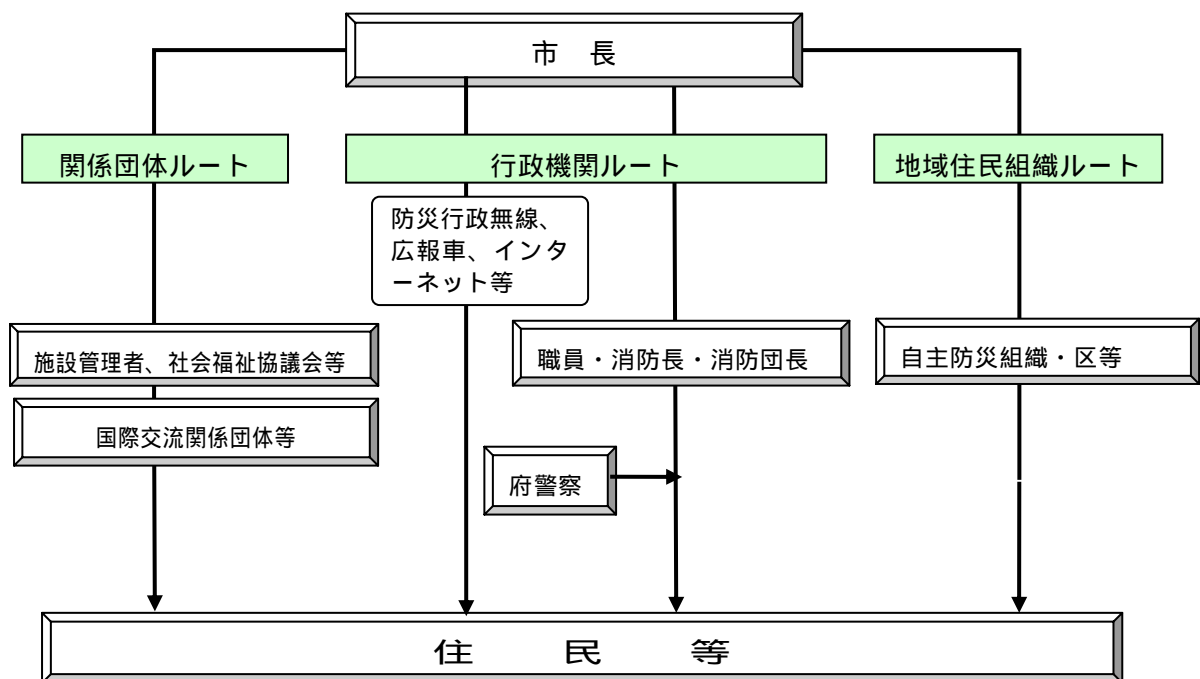 市　長
関係団体ルート
行政機関ルート
地域住民組織ルート
防災行政無線、
広報車、インタ
ーネット等
施設管理者、社会福祉協議会等
職員・消防長・消防団長
自主防災組織・区等
国際交流関係団体等
府警察
住　民　等